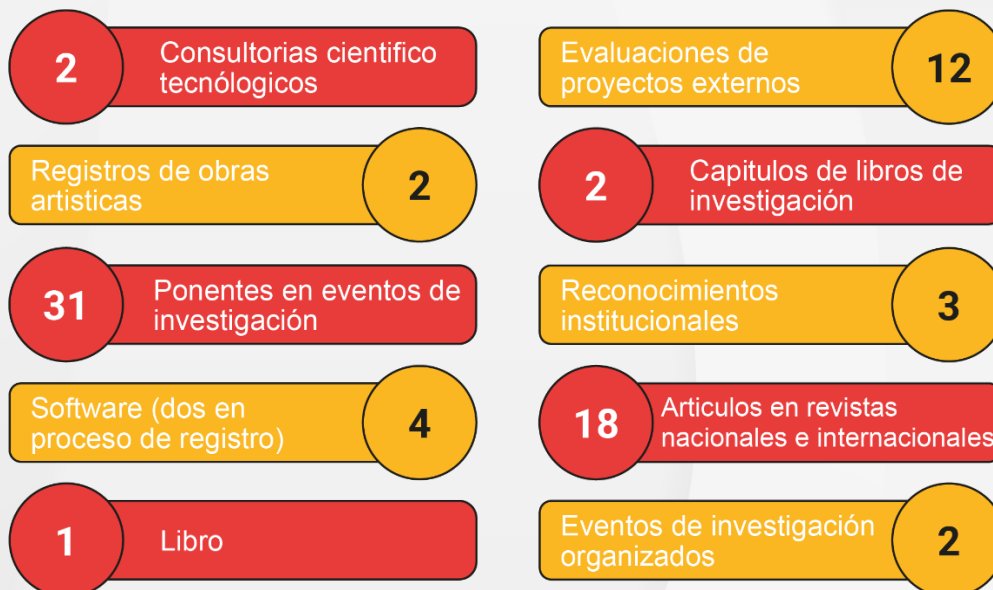 2
Consultorias cientifico
tecnólogicos
Evaluaciones de
proyectos externos
12
Registros de obras
artisticas
2
2
Capitulos de libros de
investigación
31
Ponentes en eventos de
investigación
Reconocimientos
institucionales
3
Software (dos en
proceso de registro)
4
18
Articulos en revistas
nacionales e internacionales
1
Libro
Eventos de investigación
organizados
2